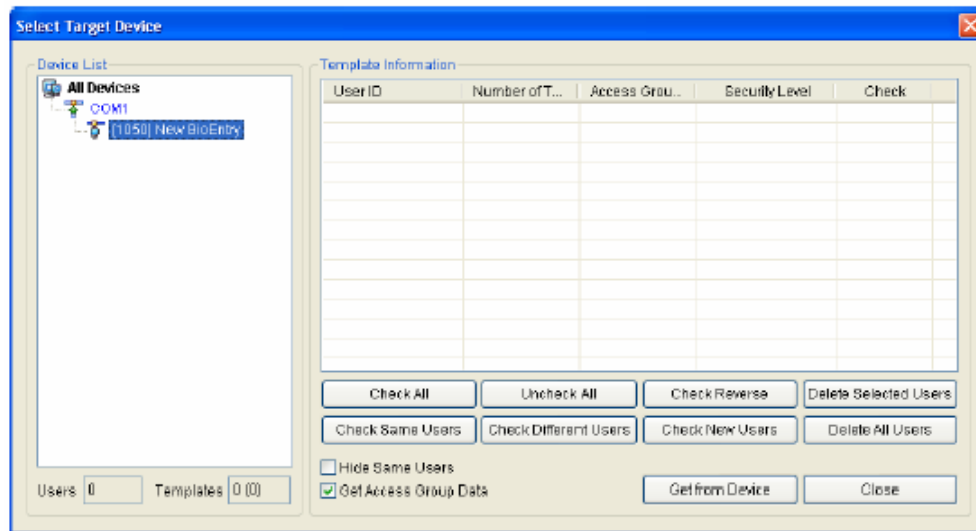 Select Target Device
Device List
All Devices
COM1
[1050] New BioEntry
Users 0 Templates 0 (0)
Template Information
User ID Number of T... Access Grou... Security Level Check
Check All Uncheck All Check Reverse Delete Selected Users
Check Same Users Check Different Users Check New Users Delete All Users
Hide Same Users
Get Access Group Data
Get from Device Close